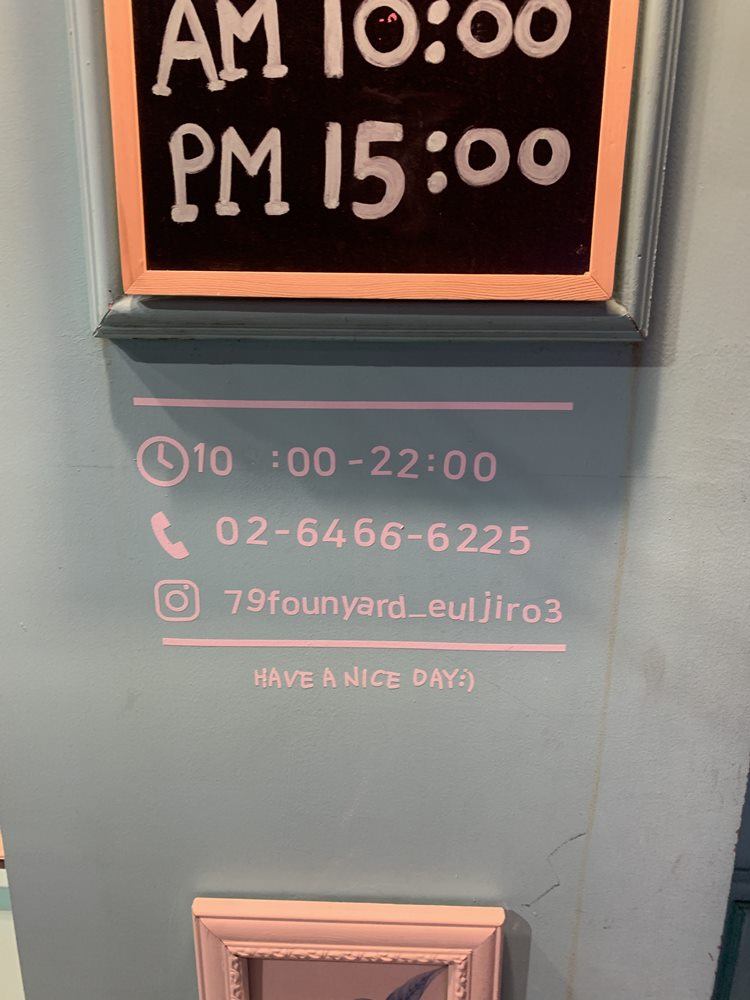 AM 10:00
PM 15:00
10 :00-22:00
02-6466-6225
79founyard_euljiro3
HAVE A NICE DAY:)